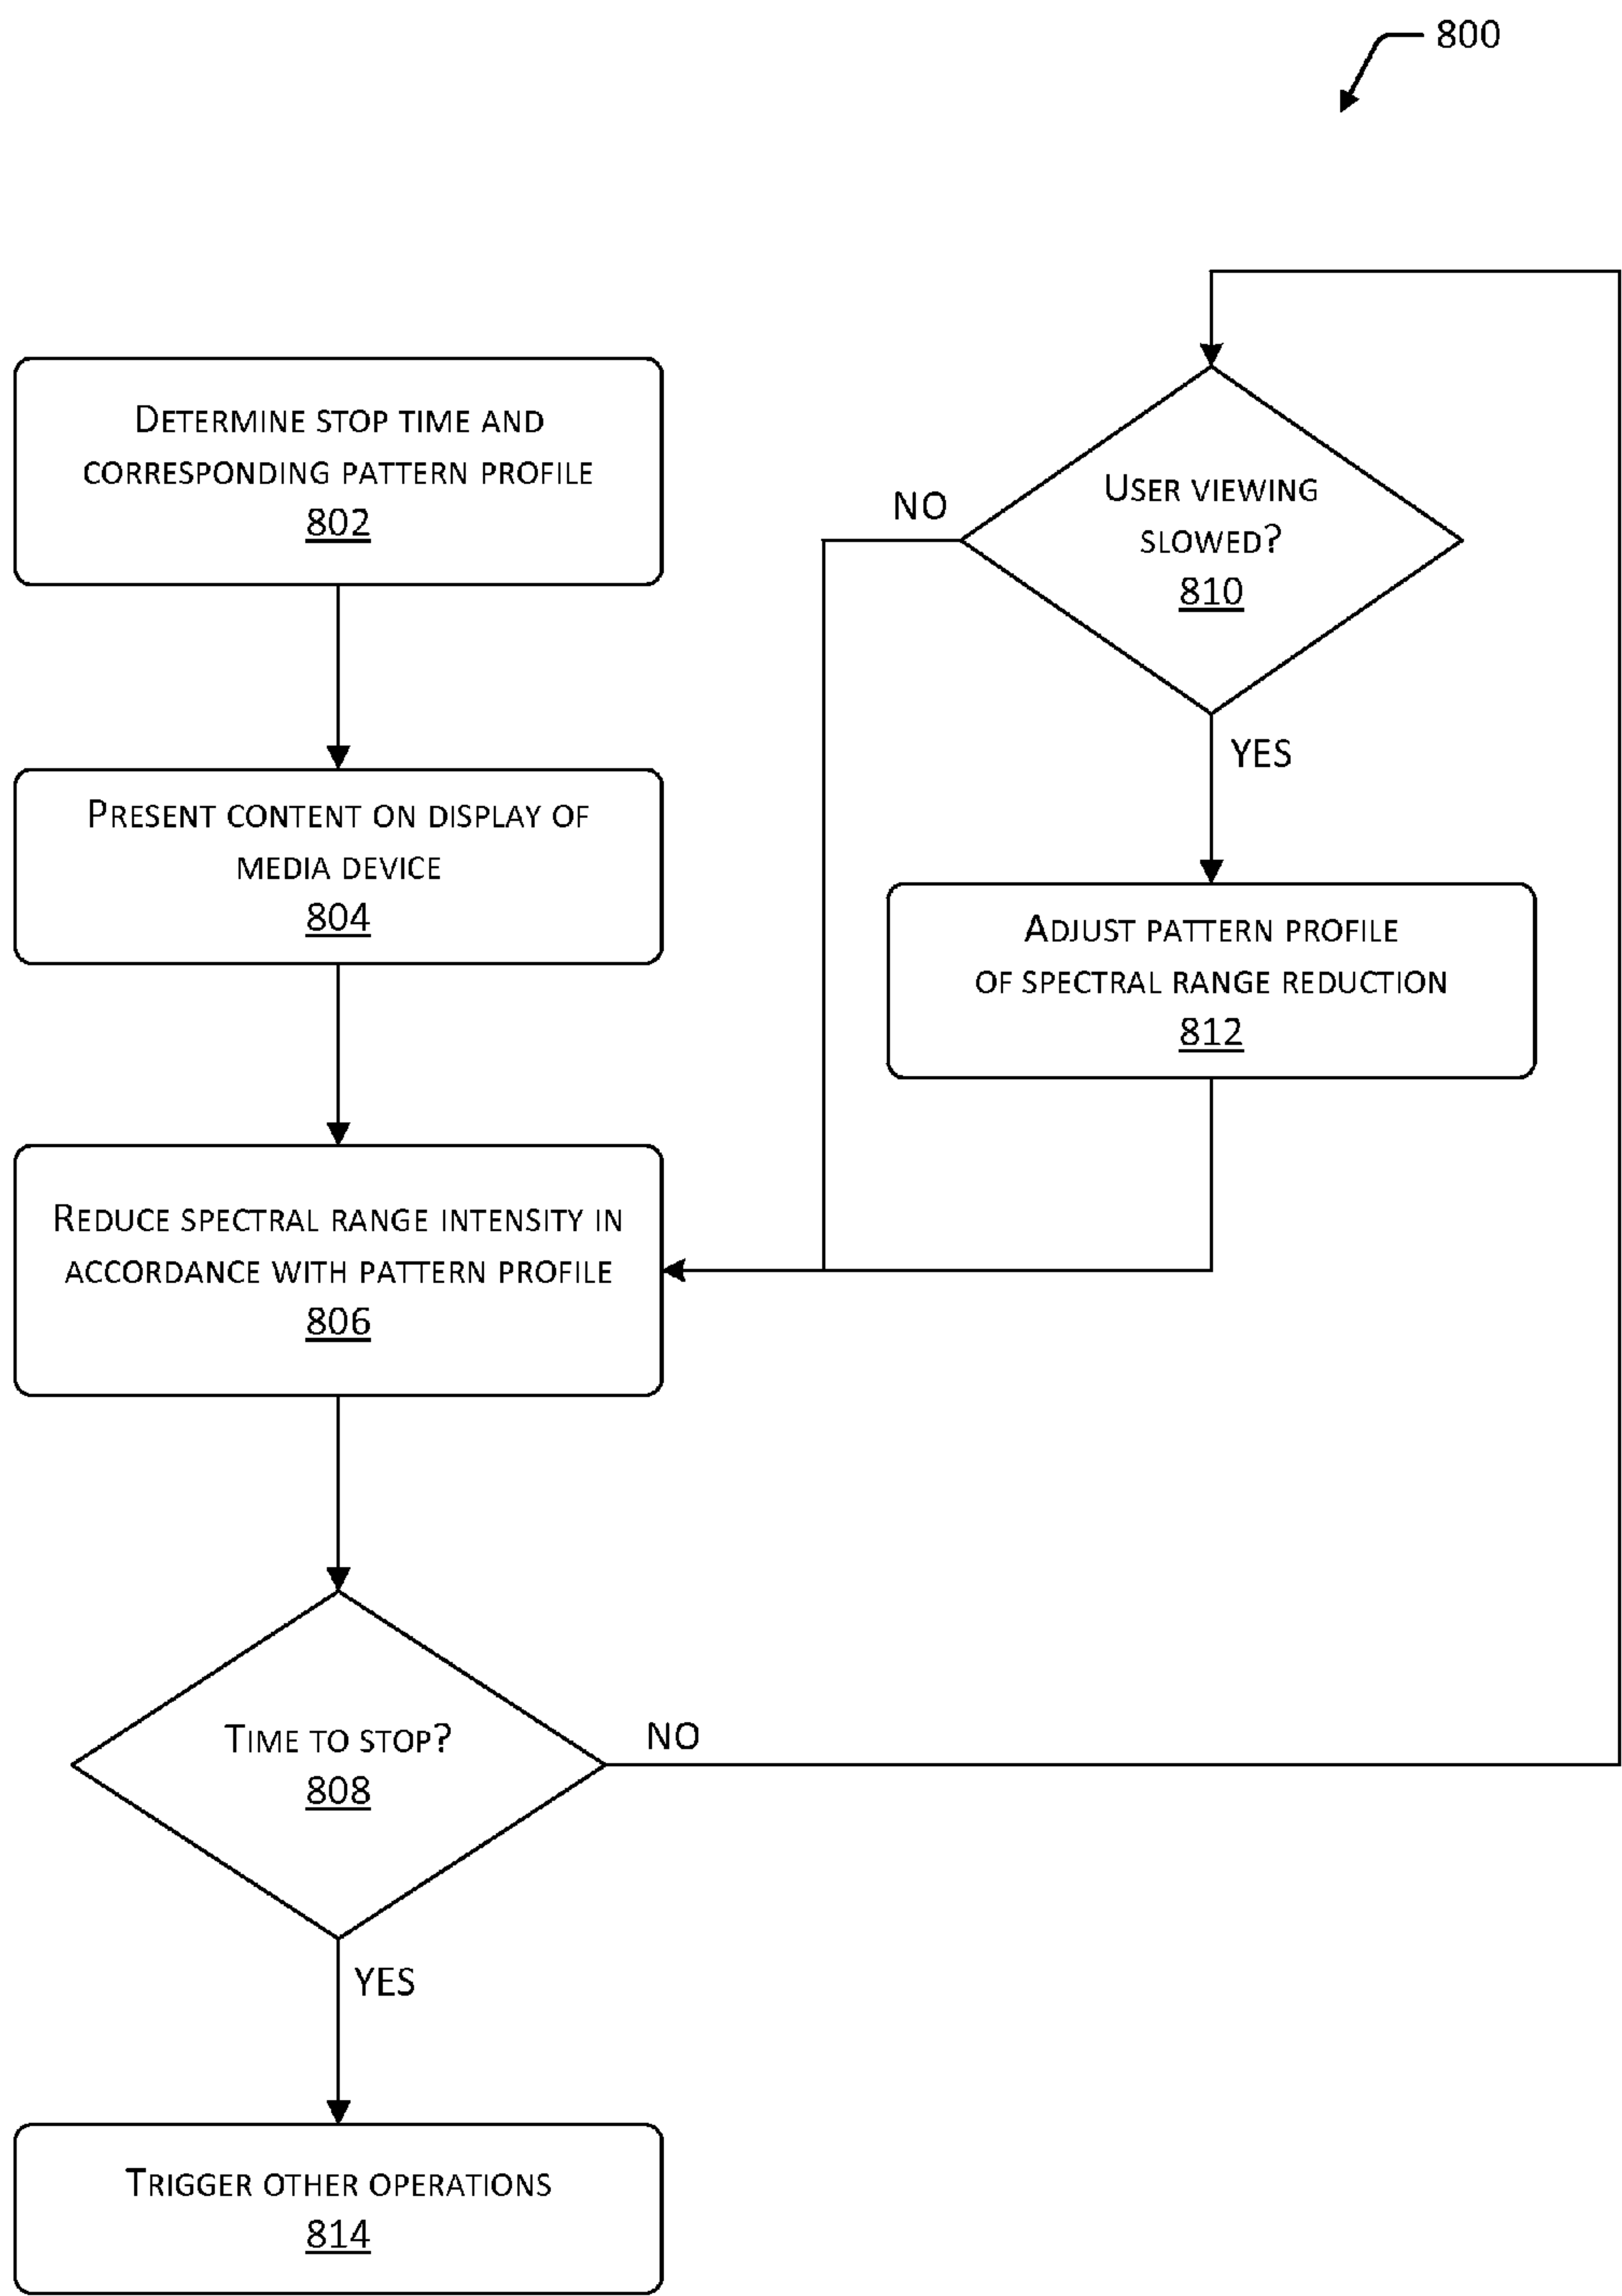 800
DETERMINE STOP TIME AND
CORRESPONDING PATTERN PROFILE
802
PRESENT CONTENT ON DISPLAY OF
MEDIA DEVICE
804
REDUCE SPECTRAL RANGE INTENSITY IN
ACCORDANCE WITH PATTERN PROFILE
806
TIME TO STOP?
808
NO
YES
USER VIEWING
SLOWED?
810
NO
YES
ADJUST PATTERN PROFILE
OF SPECTRAL RANGE REDUCTION
812
TRIGGER OTHER OPERATIONS
814